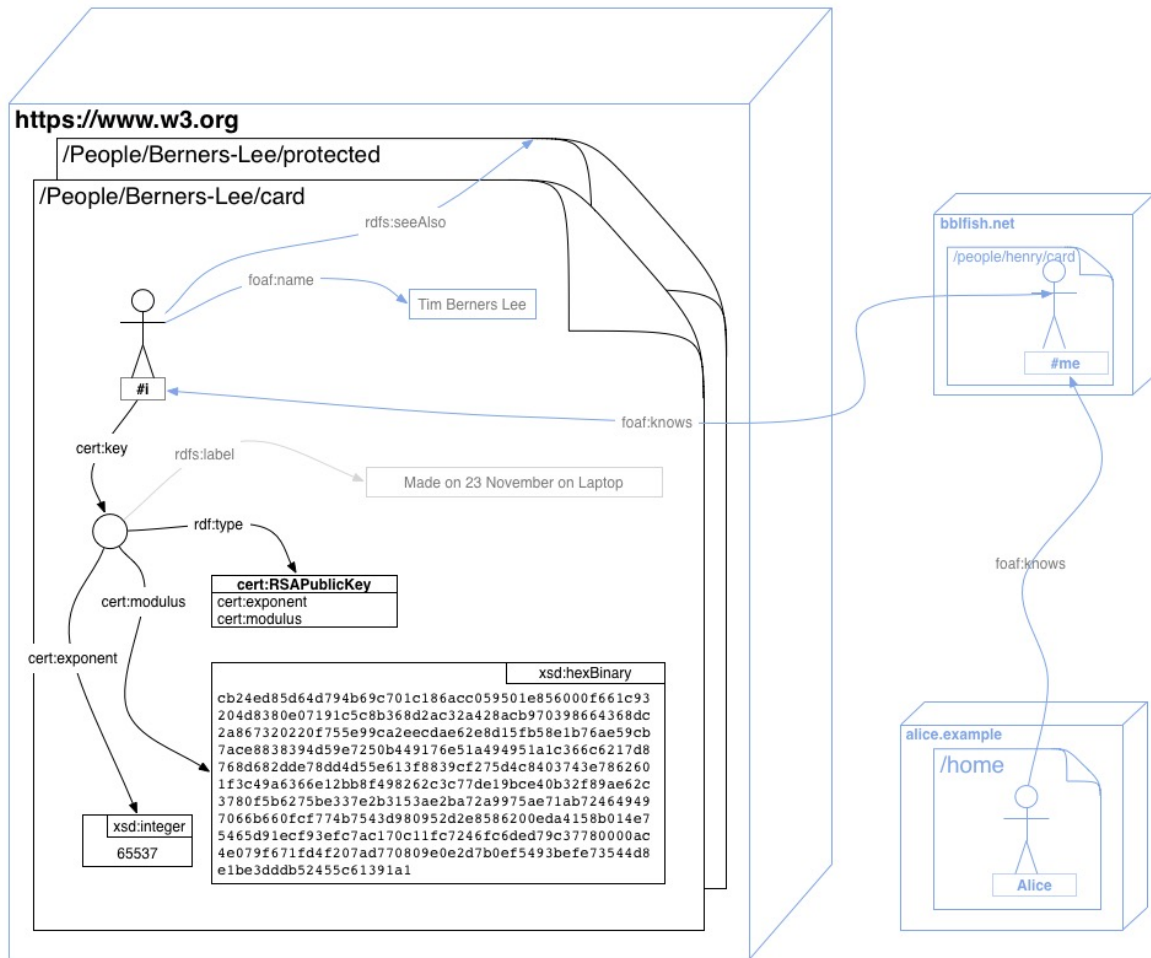 https://www.w3.org
/People/Berners-Lee/protected
/People/Berners-Lee/card
rdfs:seeAlso
foaf:name
Tim Berners Lee
#i
foaf:knows
cert:key
rdfs:label
Made on 23 November on Laptop
rdf:type
cert:RSAPublicKey
cert:exponent
cert:modulus
cert:modulus
cert:exponent
xsd:hexBinary
cb24ed85d64d794b69c701c186acc059501e856000f661c93
204d8380e07191c5c8b368d2ac32a428acb970398664368dc
2a867320220f755e99ca2eecdae62e8d15fb58e1b76ae59cb
7ace8838394d59e7250b449176e51a494951a1c366c6217d8
768d682dde78dd4d55e613f8839cf275d4c8403743e786260
1f3c49a6366e12bb8f498262c3c77de19bce40b32f89ae62c
3780f5b6275be337e2b3153ae2ba72a9975ae71ab72464949
7066b660fcf774b7543d980952d2e8586200eda4158b014e7
5465d91ecf93efc7ac170c11fc7246fc6ded79c37780000ac
4e079f671fd4f207ad770809e0e2d7b0ef5493befe73544d8
e1be3dddb52455c61391a1
xsd:integer
65537
bblfish.net
/people/henry/card
#me
foaf:knows
alice.example
/home
Alice